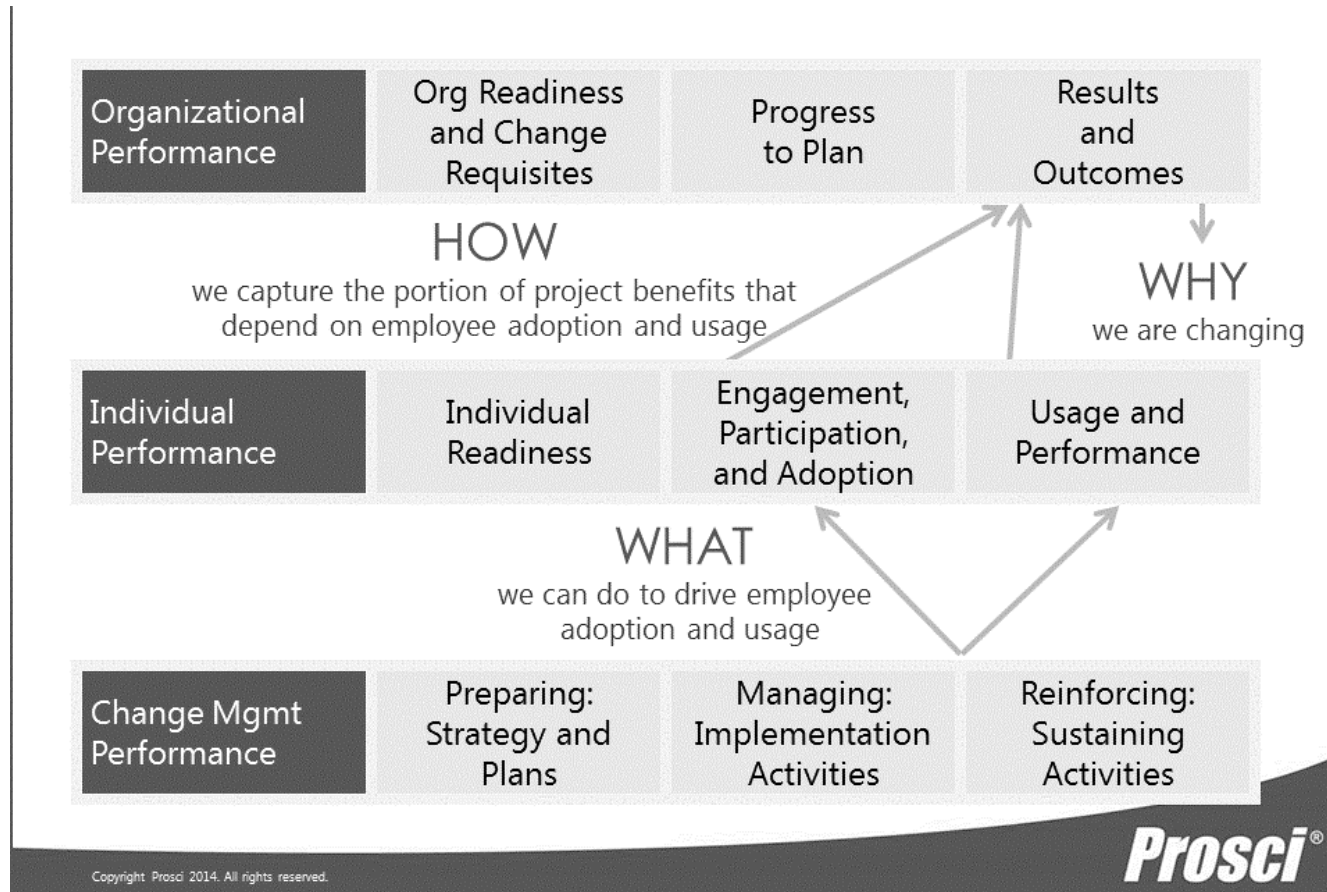 Organizational
Performance
Org Readiness
and Change
Requisites
Progress
to Plan
Results
and
Outcomes
HOW
we capture the portion of project benefits that
depend on employee adoption and usage
WHY
we are changing
Individual
Performance
Individual
Readiness
Engagement,
Participation,
and Adoption
Usage and
Performance
WHAT
we can do to drive employee
adoption and usage
Change Mgmt
Performance
Preparing:
Strategy and
Plans
Managing:
Implementation
Activities
Reinforcing:
Sustaining
Activities
Copyright Prosci 2014. All rights reserved.
Prosci®